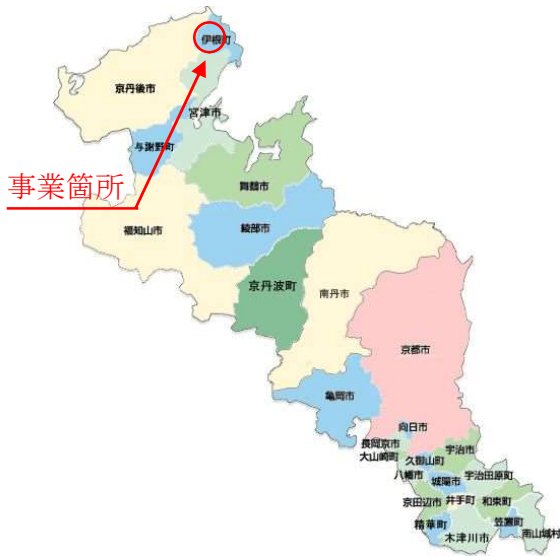 伊根町
京丹後市
宮津市
与謝野町
事業箇所
舞鶴市
福知山市
綾部市
京丹波町
南丹市
京都市
亀岡市
向日市
長岡京市
大山崎町
宇治市
久御山町
八幡市
宇治田原町
城陽市
京田辺市
井手町
和束町
精華町
笠置町
木津川市
南山城村